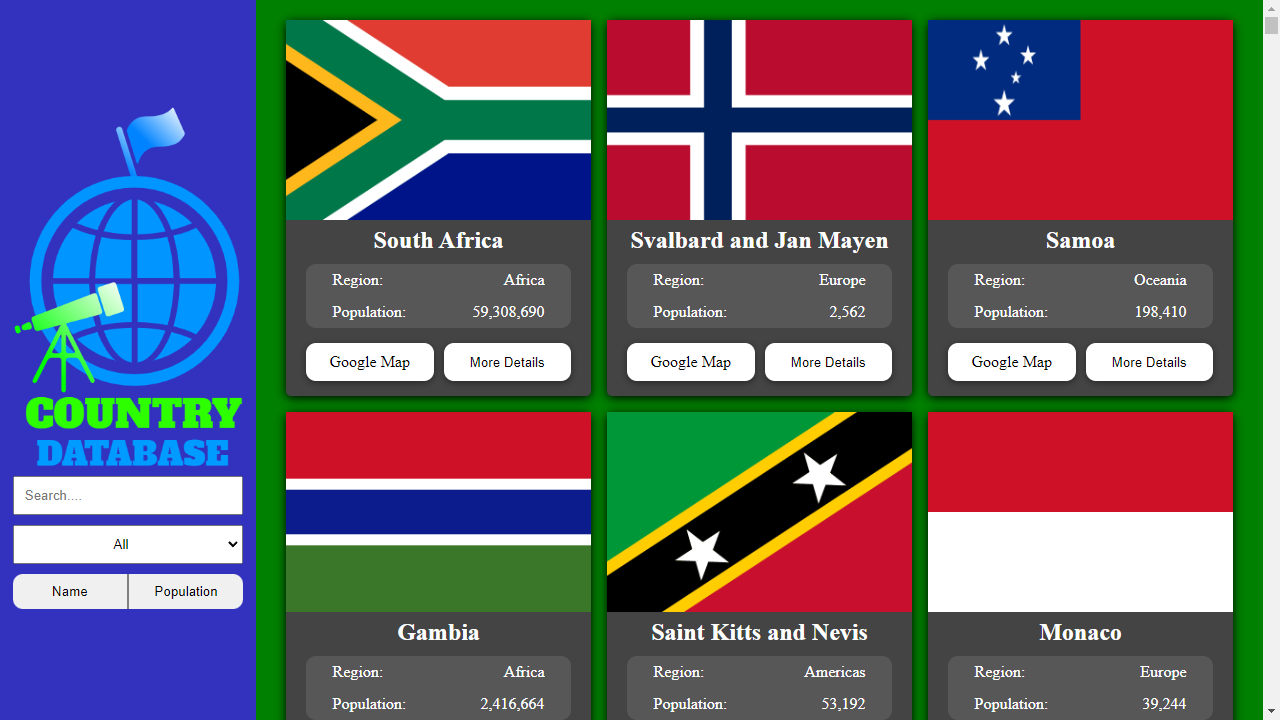 COUNTRY
DATABASE
Search....
All
Name
Population
South Africa
Region: Africa
Population: 59,308,690
Google Map
More Details
Svalbard and Jan Mayen
Region: Europe
Population: 2,562
Google Map
More Details
Samoa
Region: Oceania
Population: 198,410
Google Map
More Details
Gambia
Region: Africa
Population: 2,416,664
Saint Kitts and Nevis
Region: Americas
Population: 53,192
Monaco
Region: Europe
Population: 39,244